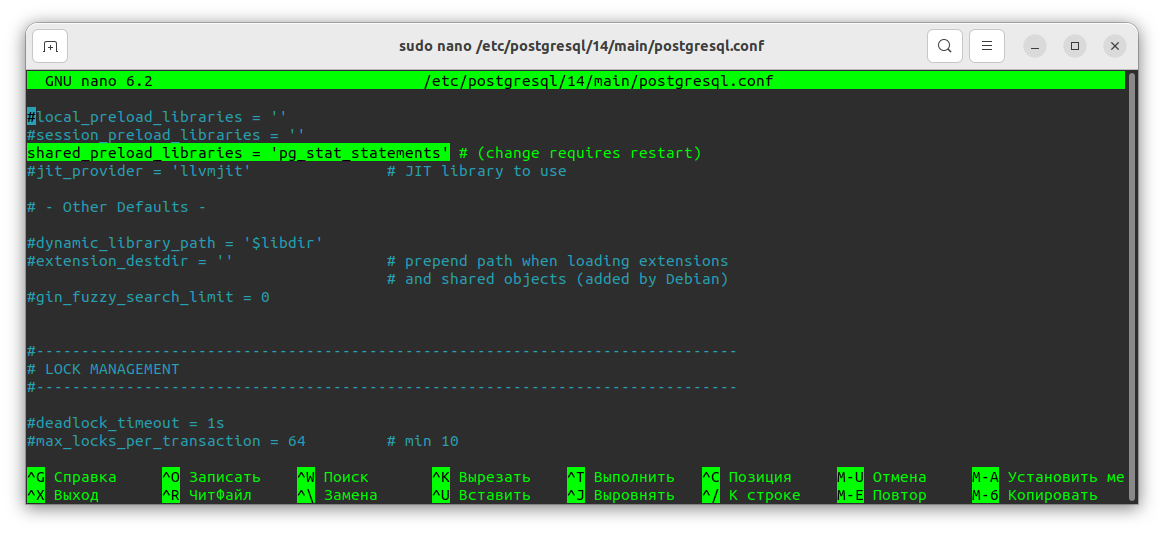 sudo nano /etc/postgresql/14/main/postgresql.conf
GNU nano 6.2 /etc/postgresql/14/main/postgresql.conf
#local_preload_libraries = ''
#session_preload_libraries = ''
shared_preload_libraries = 'pg_stat_statements' # (change requires restart)
#jit_provider = 'llvmjit' # JIT library to use
# - Other Defaults -
#dynamic_library_path = '$libdir'
#extension_destdir = '' # prepend path when loading extensions
# and shared objects (added by Debian)
#gin_fuzzy_search_limit = 0
#------------------------------------------------------------------------------
# LOCK MANAGEMENT
#------------------------------------------------------------------------------
#deadlock_timeout = 1s
#max_locks_per_transaction = 64 # min 10
^G Справка ^O Записать ^W Поиск ^K Вырезать ^T Выполнить ^C Позиция M-U Отмена M-A Установить ме
^X Выход ^R ЧитФайл ^\ Замена ^U Вставить ^J Выровнять ^/ К строке M-E Повтор M-6 Копировать